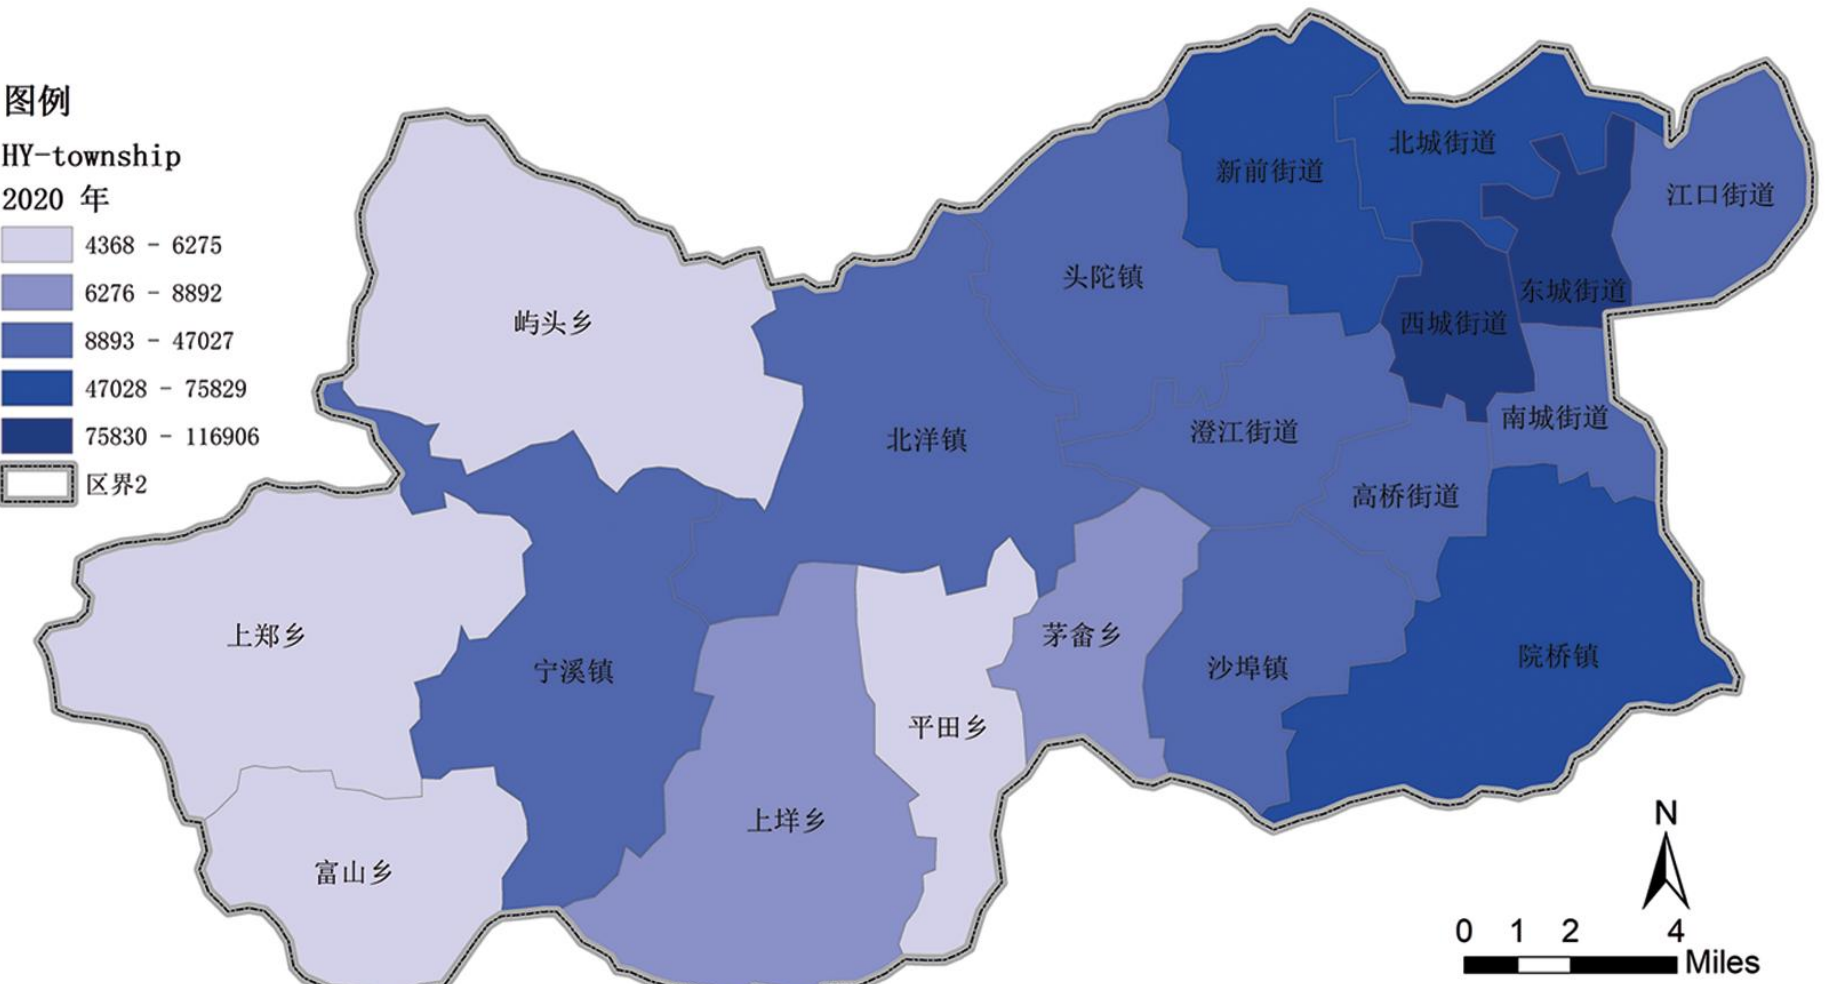 图例
HY-township
2020 年
4368 - 6275
6276 - 8892
8893 - 47027
47028 - 75829
75830 - 116906
区界2
北城街道
新前街道
江口街道
头陀镇
东城街道
屿头乡
西城街道
南城街道
澄江街道
北洋镇
高桥街道
上郑乡
茅畲乡
院桥镇
沙埠镇
宁溪镇
平田乡
上垟乡
富山乡
N
0 1 2 4
Miles